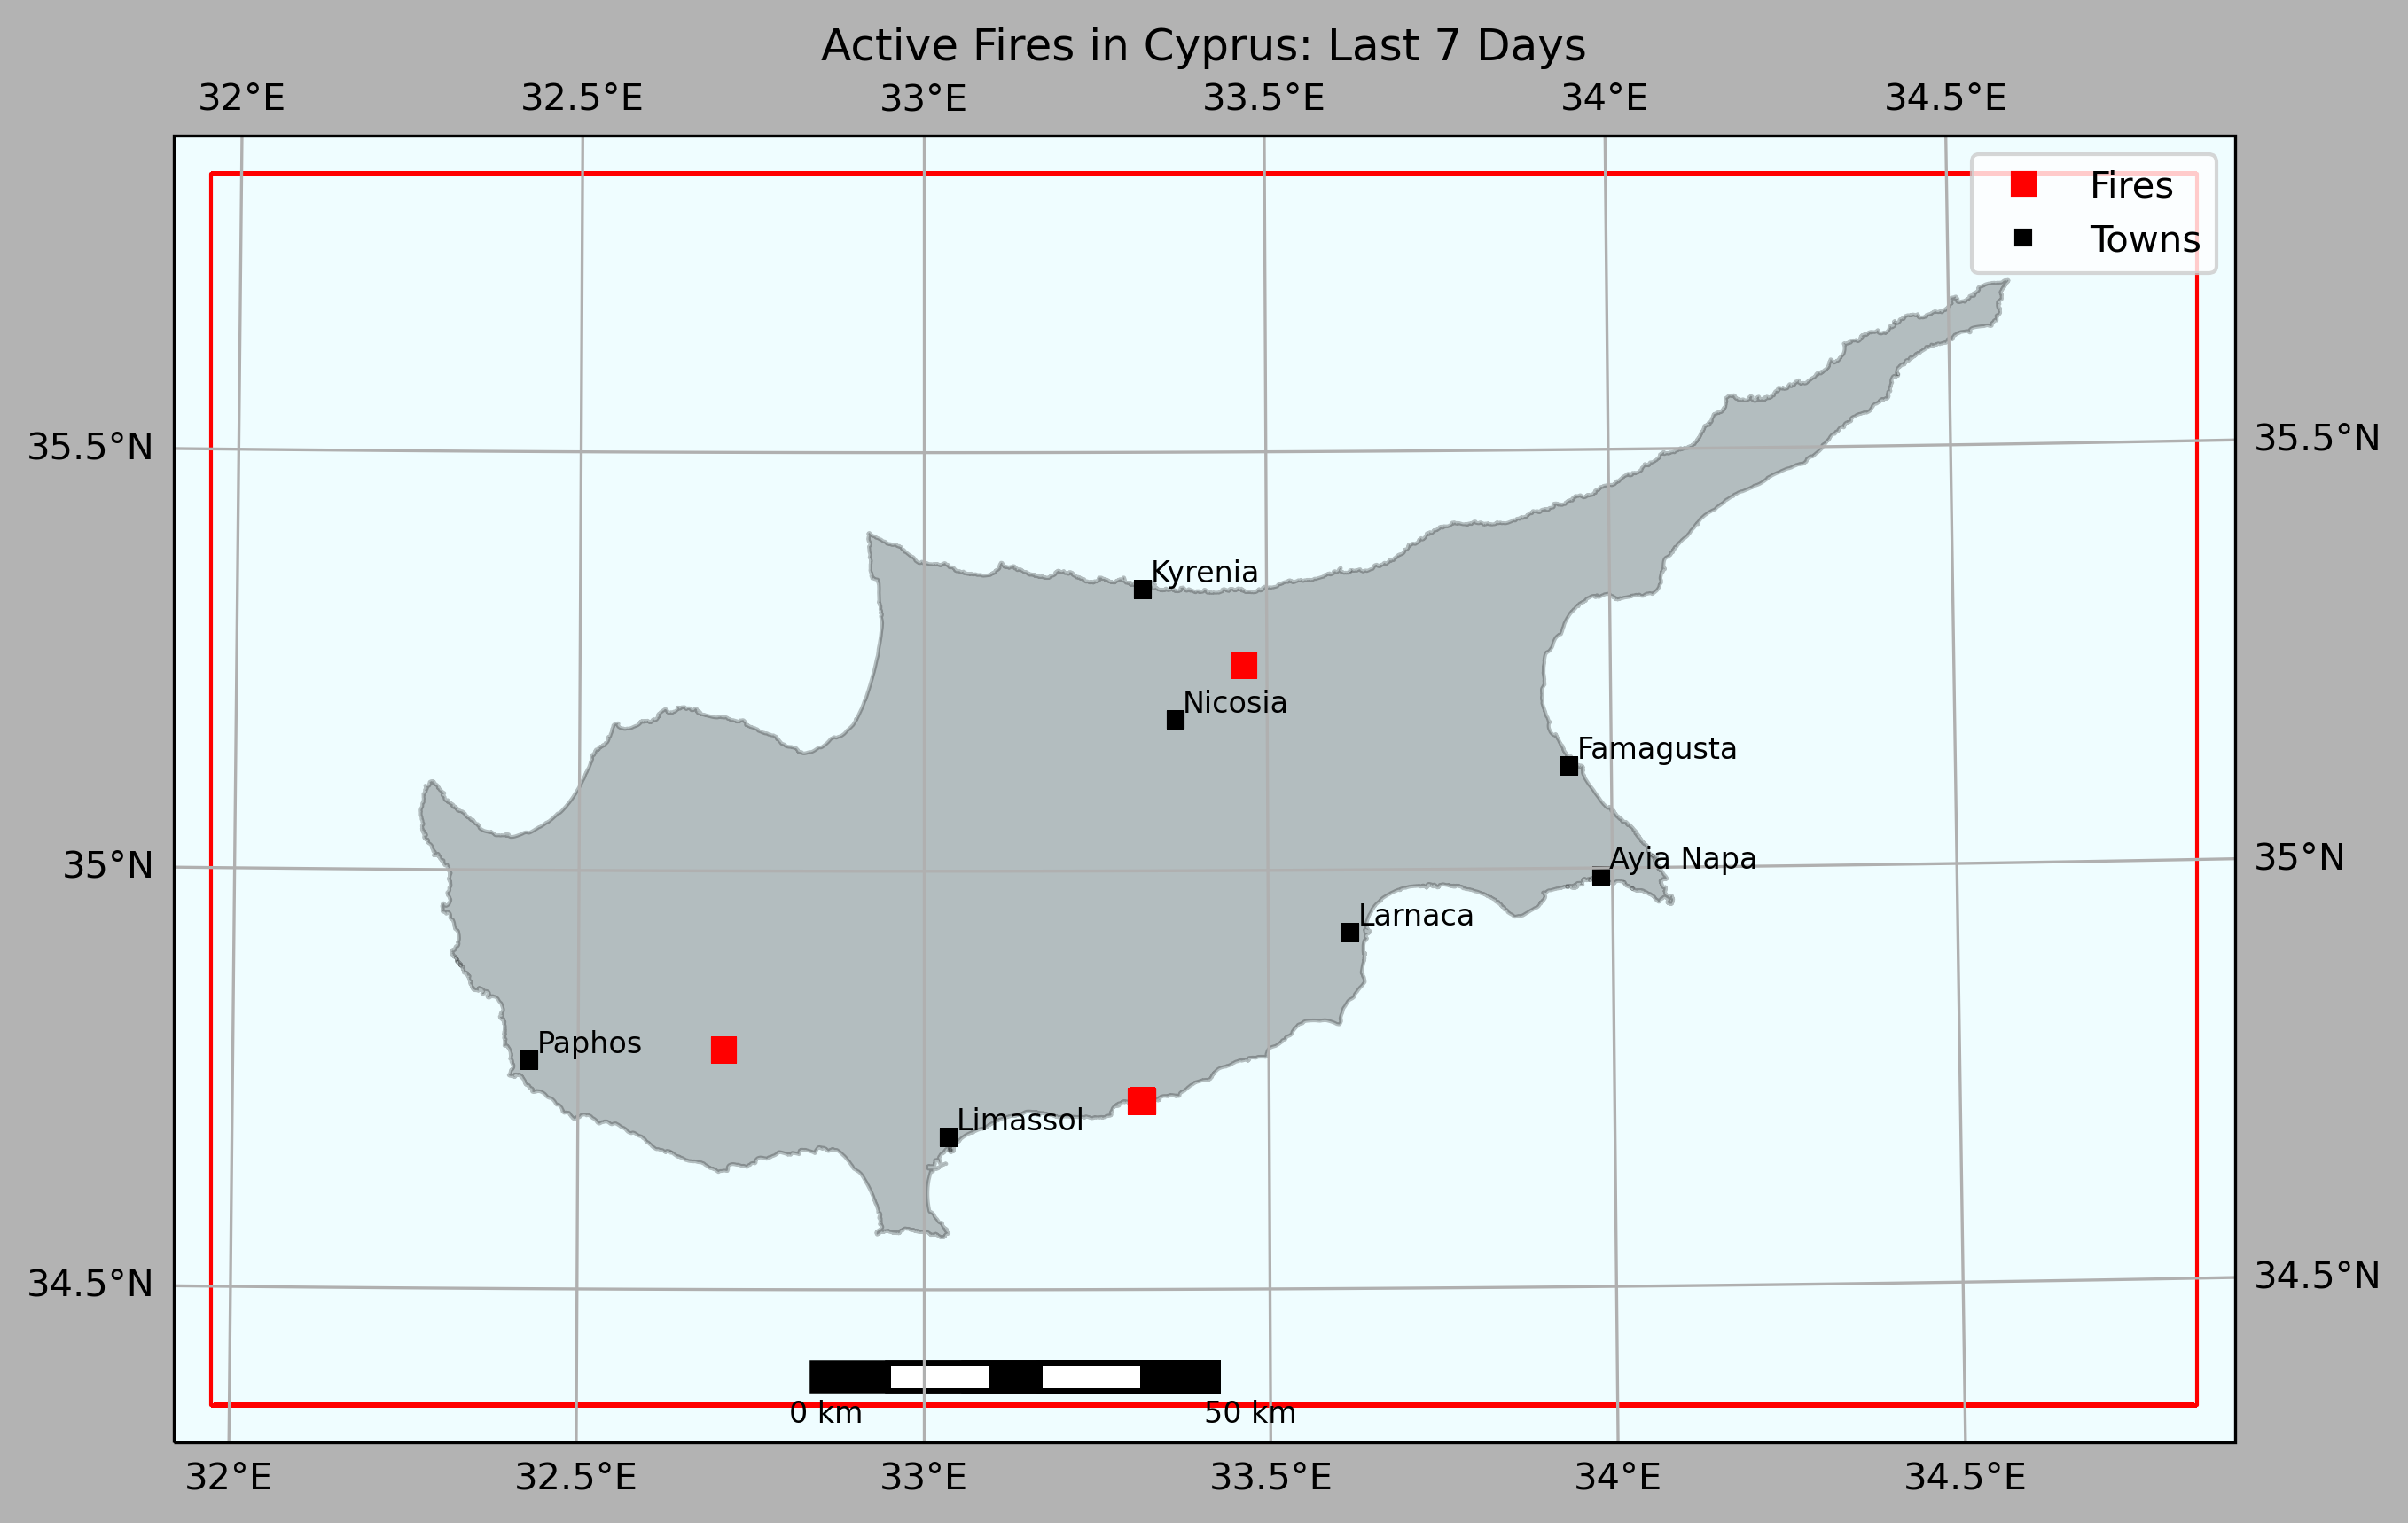 Active Fires in Cyprus: Last 7 Days
32°E 32.5°E 33°E 33.5°E 34°E 34.5°E
Fires
Towns
35.5°N 35.5°N
Kyrenia
Nicosia
Famagusta
35°N Ayia Napa 35°N
Larnaca
Paphos
Limassol
34.5°N 34.5°N
0 km 50 km
32°E 32.5°E 33°E 33.5°E 34°E 34.5°E